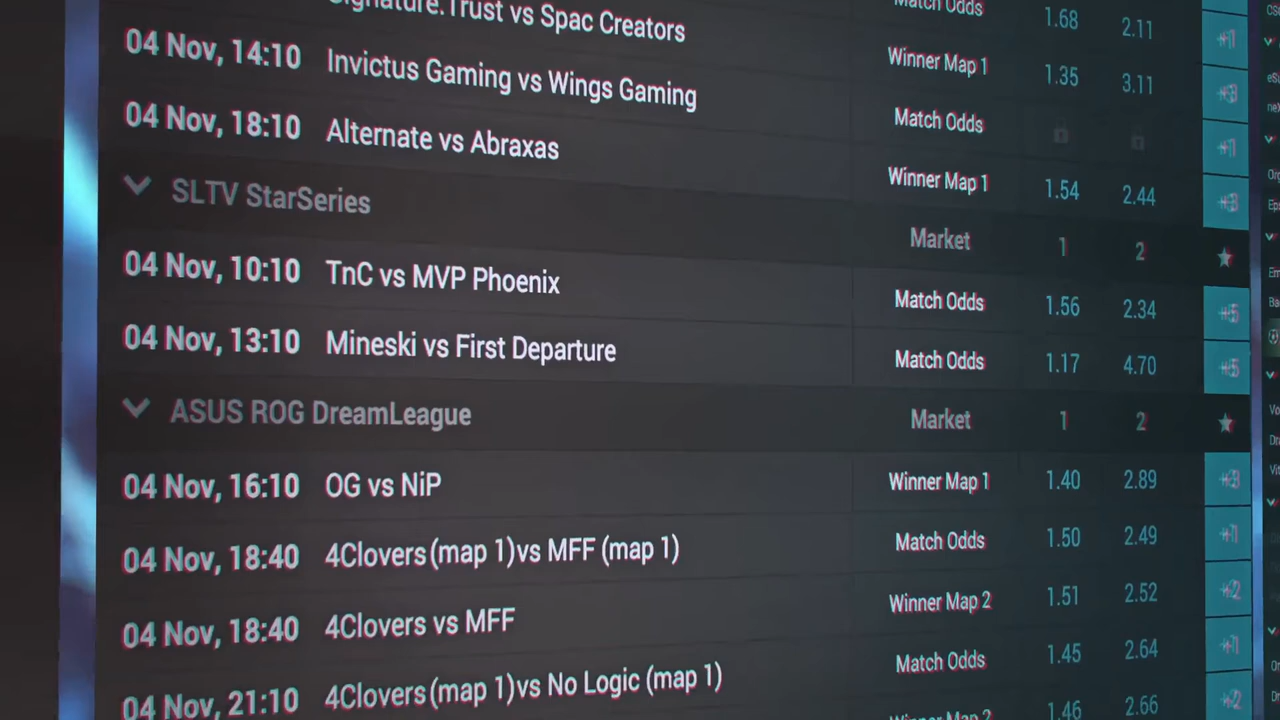 Signature.Trust vs Spac Creators Match Odds 1.68 2.11
04 Nov, 14:10 Invictus Gaming vs Wings Gaming Winner Map 1 1.35 3.11
04 Nov, 18:10 Alternate vs Abraxas Match Odds
Winner Map 1 1.54 2.44
SLTV StarSeries Market 1 2
04 Nov, 10:10 TnC vs MVP Phoenix Match Odds 1.56 2.34
04 Nov, 13:10 Mineski vs First Departure Match Odds 1.17 4.70
ASUS ROG DreamLeague Market 1 2
04 Nov, 16:10 OG vs NiP Winner Map 1 1.40 2.89
04 Nov, 18:40 4Clovers (map 1)vs MFF (map 1) Match Odds 1.50 2.49
04 Nov, 18:40 4Clovers vs MFF Winner Map 2 1.51 2.52
04 Nov, 21:10 4Clovers (map 1)vs No Logic (map 1) Match Odds 1.45 2.64
Winner Map 2 1.46 2.66